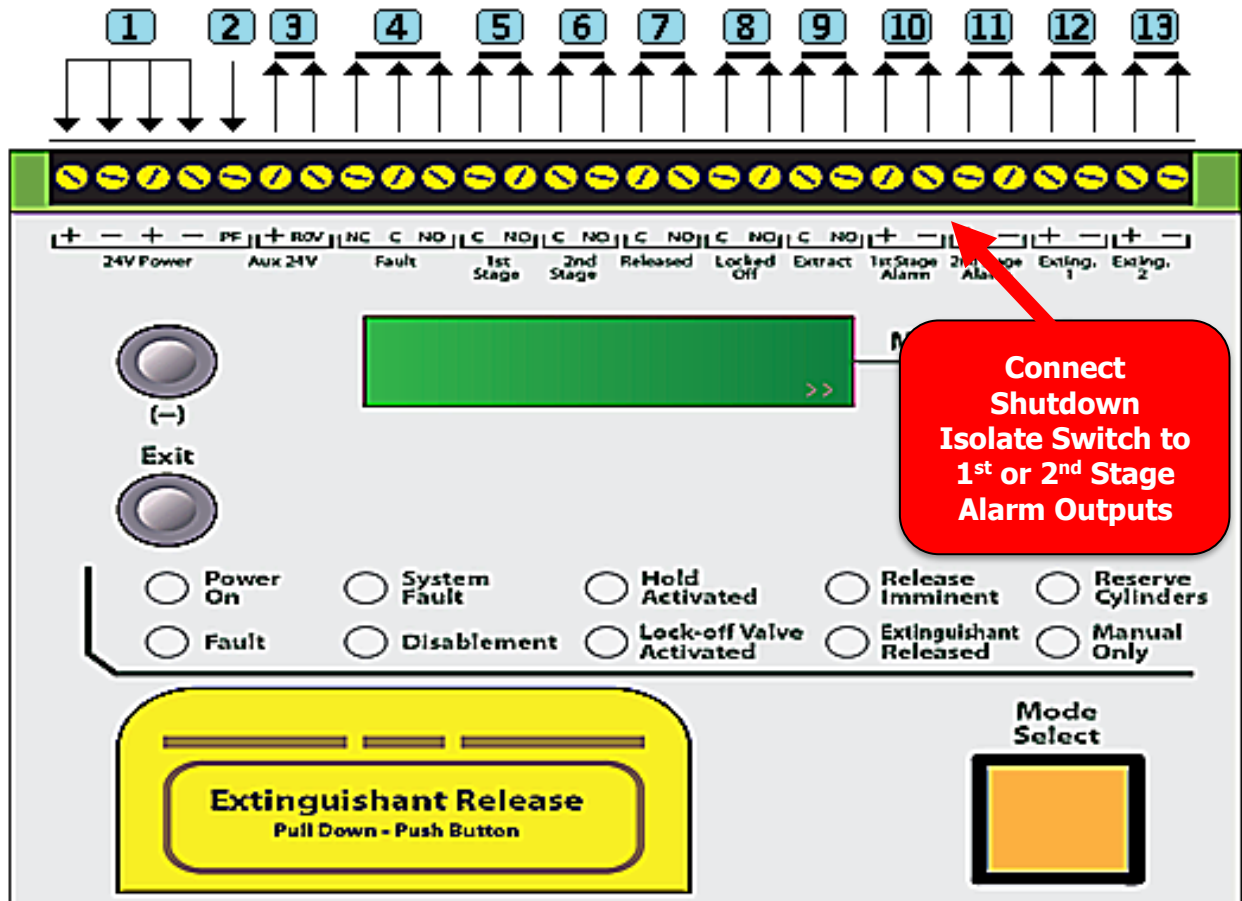 1 2 3 4 5 6 7 8 9 10 11 12 13
+ − + − PF + ROV NC C NO C NO C NO C NO C NO C NO + − − + − + −
24V Power Aux 24V Fault 1st Stage 2nd Stage Released Locked Off Extract 1st Stage Alarm Exting. 1 Exting. 2
(−)
Exit
>>
Connect
Shutdown
Isolate Switch to
1st or 2nd Stage
Alarm Outputs
Power On
System Fault
Hold Activated
Release Imminent
Reserve Cylinders
Fault
Disablement
Lock-off Valve Activated
Extinguishant Released
Manual Only
Extinguishant Release
Pull Down - Push Button
Mode
Select